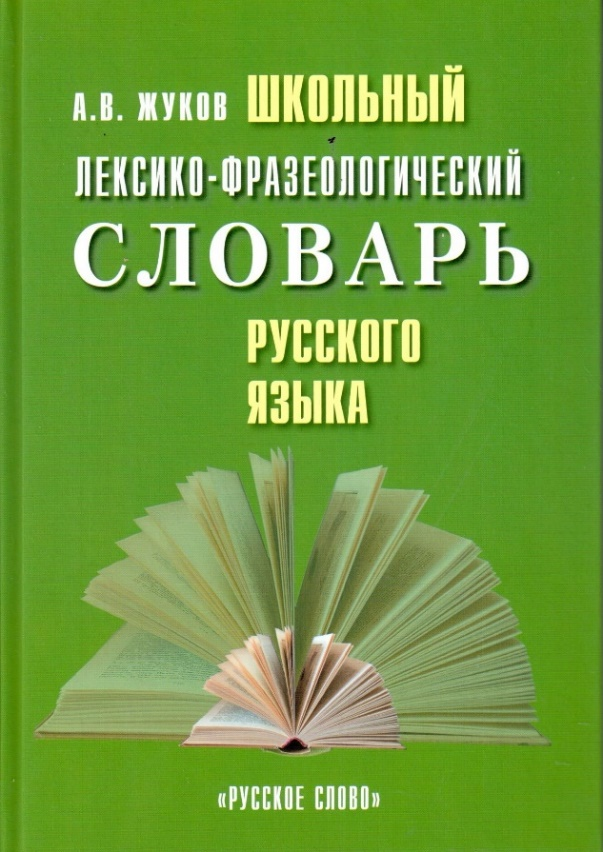 А.В. ЖУКОВ ШКОЛЬНЫЙ
ЛЕКСИКО-ФРАЗЕОЛОГИЧЕСКИЙ
СЛОВАРЬ
РУССКОГО
ЯЗЫКА
«РУССКОЕ СЛОВО»